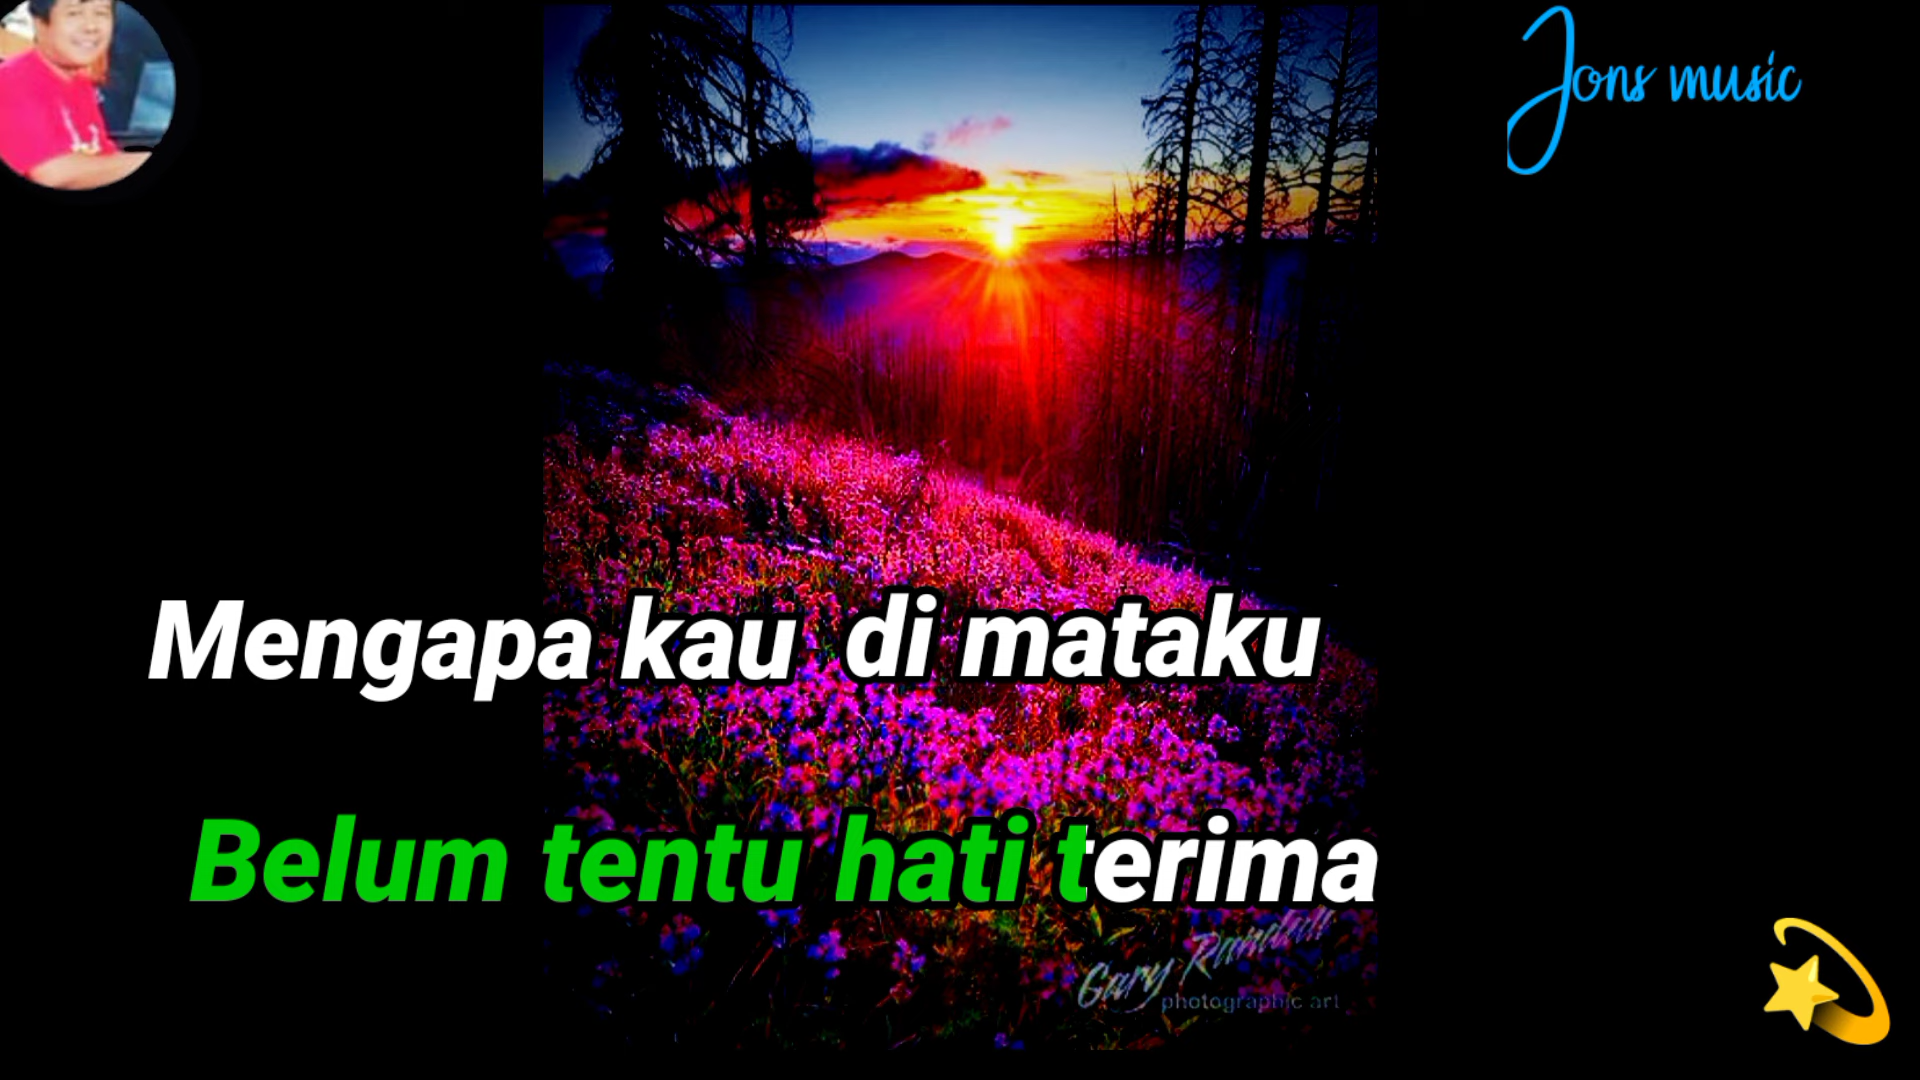 Jons music
Mengapa kau di mataku
Belum tentu hati terima
Gary Randall
photographic art